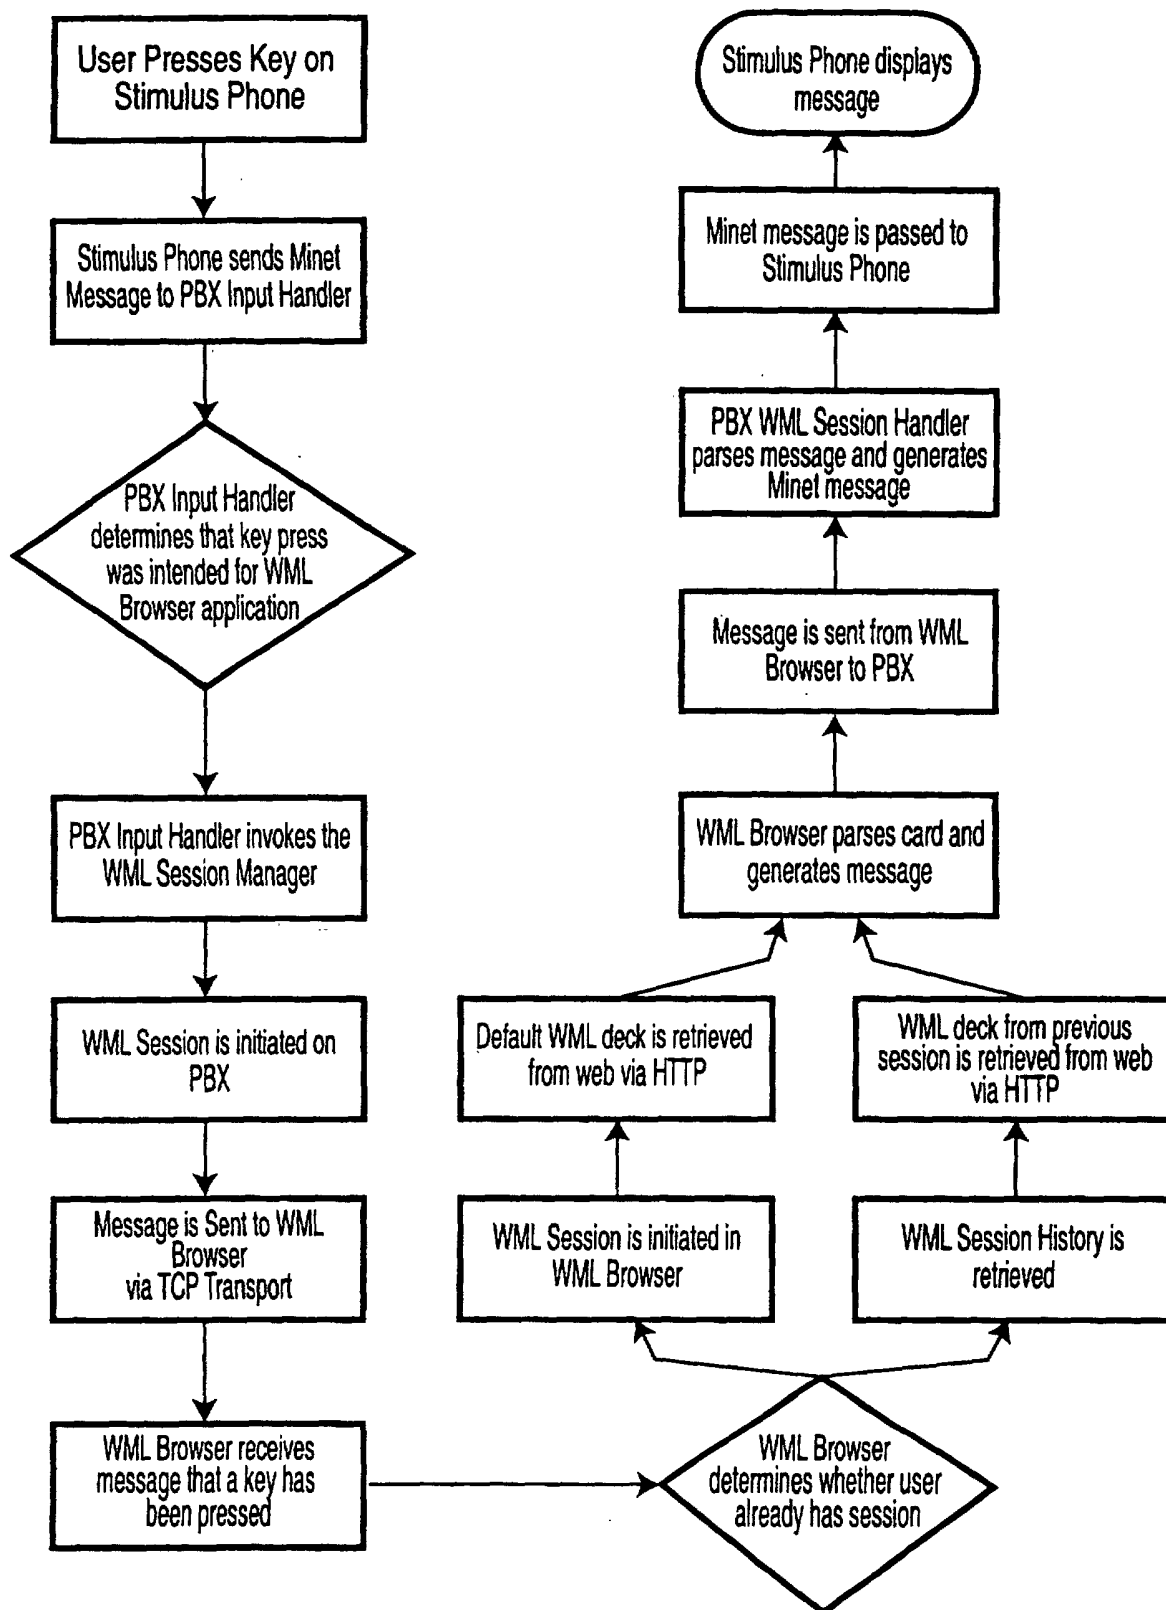 User Presses Key on
Stimulus Phone
Stimulus Phone sends Minet
Message to PBX Input Handler
PBX Input Handler
determines that key press
was intended for WML
Browser application
PBX Input Handler invokes the
WML Session Manager
WML Session is initiated on
PBX
Message is Sent to WML
Browser
via TCP Transport
WML Browser receives
message that a key has
been pressed
WML Browser
determines whether user
already has session
WML Session is initiated in
WML Browser
WML Session History is
retrieved
Default WML deck is retrieved
from web via HTTP
WML deck from previous
session is retrieved from web
via HTTP
WML Browser parses card and
generates message
Message is sent from WML
Browser to PBX
PBX WML Session Handler
parses message and generates
Minet message
Minet message is passed to
Stimulus Phone
Stimulus Phone displays
message